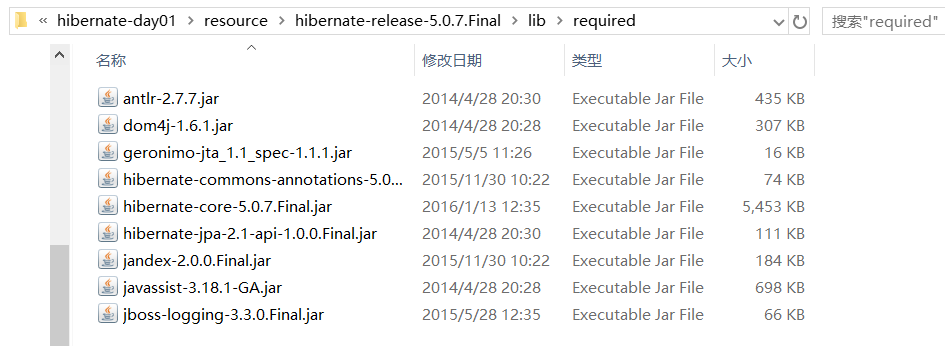 « hibernate-day01 › resource › hibernate-release-5.0.7.Final › lib › required 搜索"required"
名称 修改日期 类型 大小
antlr-2.7.7.jar 2014/4/28 20:30 Executable Jar File 435 KB
dom4j-1.6.1.jar 2014/4/28 20:28 Executable Jar File 307 KB
geronimo-jta_1.1_spec-1.1.1.jar 2015/5/5 11:26 Executable Jar File 16 KB
hibernate-commons-annotations-5.0... 2015/11/30 10:22 Executable Jar File 74 KB
hibernate-core-5.0.7.Final.jar 2016/1/13 12:35 Executable Jar File 5,453 KB
hibernate-jpa-2.1-api-1.0.0.Final.jar 2014/4/28 20:30 Executable Jar File 111 KB
jandex-2.0.0.Final.jar 2015/11/30 10:22 Executable Jar File 184 KB
javassist-3.18.1-GA.jar 2014/4/28 20:28 Executable Jar File 698 KB
jboss-logging-3.3.0.Final.jar 2015/5/28 12:35 Executable Jar File 66 KB